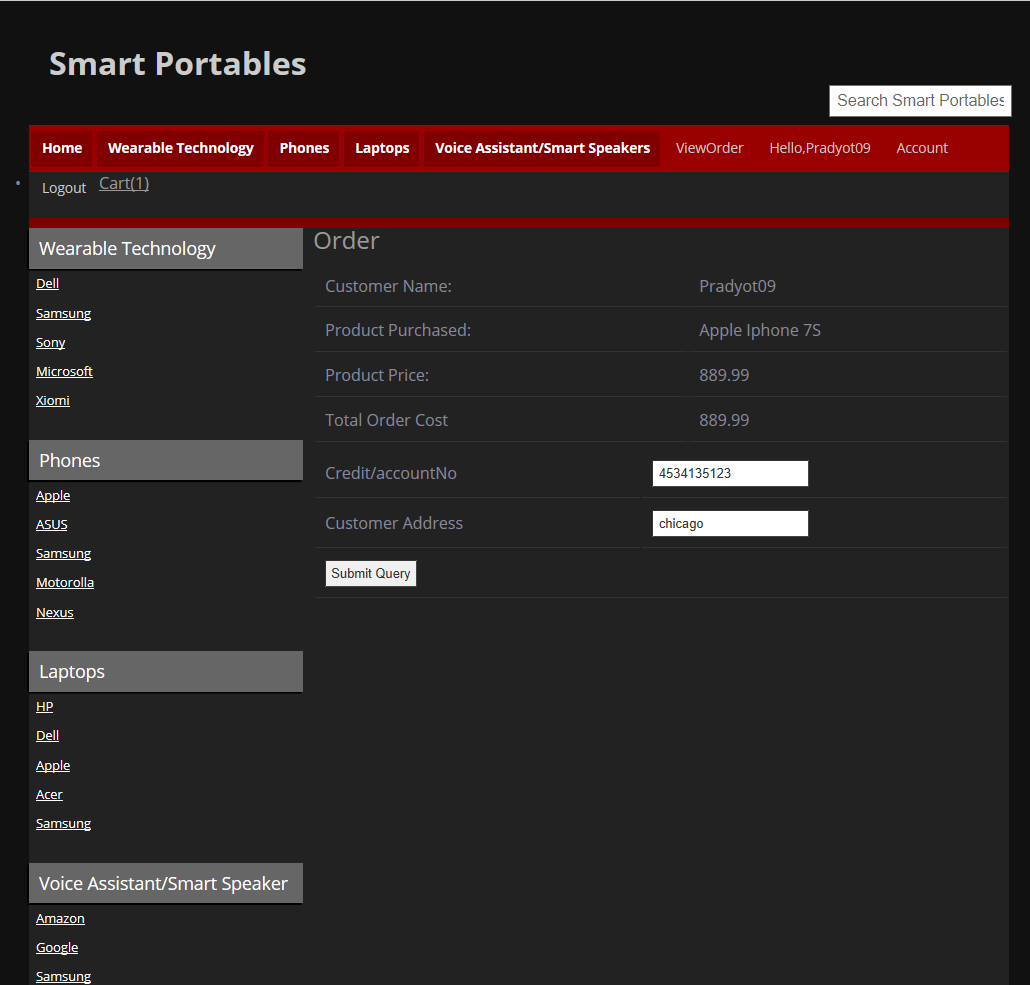 Smart Portables
Search Smart Portables
Home Wearable Technology Phones Laptops Voice Assistant/Smart Speakers ViewOrder Hello,Pradyot09 Account
Logout Cart(1)
Wearable Technology
Dell
Samsung
Sony
Microsoft
Xiomi
Phones
Apple
ASUS
Samsung
Motorolla
Nexus
Laptops
HP
Dell
Apple
Acer
Samsung
Voice Assistant/Smart Speaker
Amazon
Google
Samsung
Order
Customer Name: Pradyot09
Product Purchased: Apple Iphone 7S
Product Price: 889.99
Total Order Cost 889.99
Credit/accountNo 4534135123
Customer Address chicago
Submit Query